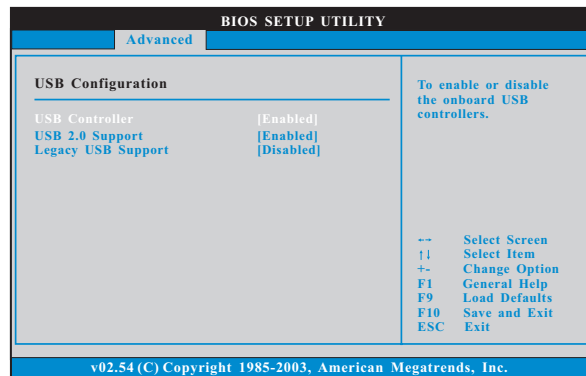 BIOS SETUP UTILITY
Advanced
USB Configuration
USB Controller [Enabled]
USB 2.0 Support [Enabled]
Legacy USB Support [Disabled]
To enable or disable
the onboard USB
controllers.
←→ Select Screen
↑↓ Select Item
+- Change Option
F1 General Help
F9 Load Defaults
F10 Save and Exit
ESC Exit
v02.54 (C) Copyright 1985-2003, American Megatrends, Inc.